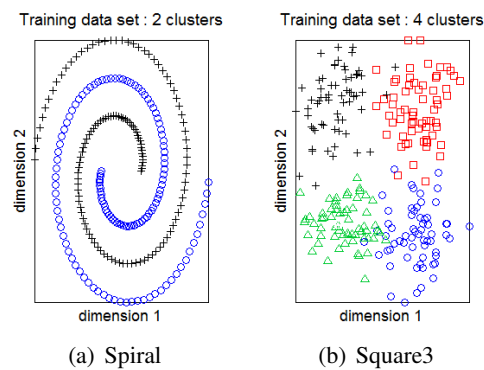 Training data set : 2 clusters
dimension 2
dimension 1
(a) Spiral
Training data set : 4 clusters
dimension 2
dimension 1
(b) Square3